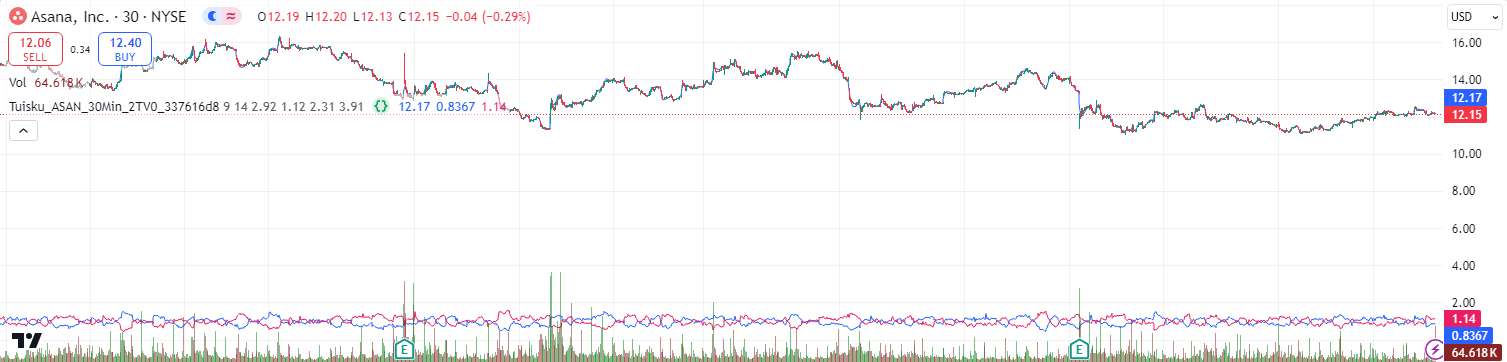 Asana, Inc. · 30 · NYSE O12.19 H12.20 L12.13 C12.15 −0.04 (−0.29%)
USD
12.06 SELL 0.34 12.40 BUY
16.00
Vol 64.618K
14.00
Tuisku_ASAN_30Min_2TV0_337616d8 9 14 2.92 1.12 2.31 3.91 {} 12.17 0.8367 1.14
12.17
12.15
10.00
8.00
6.00
4.00
2.00
1.14
0.8367
64.618K
E E